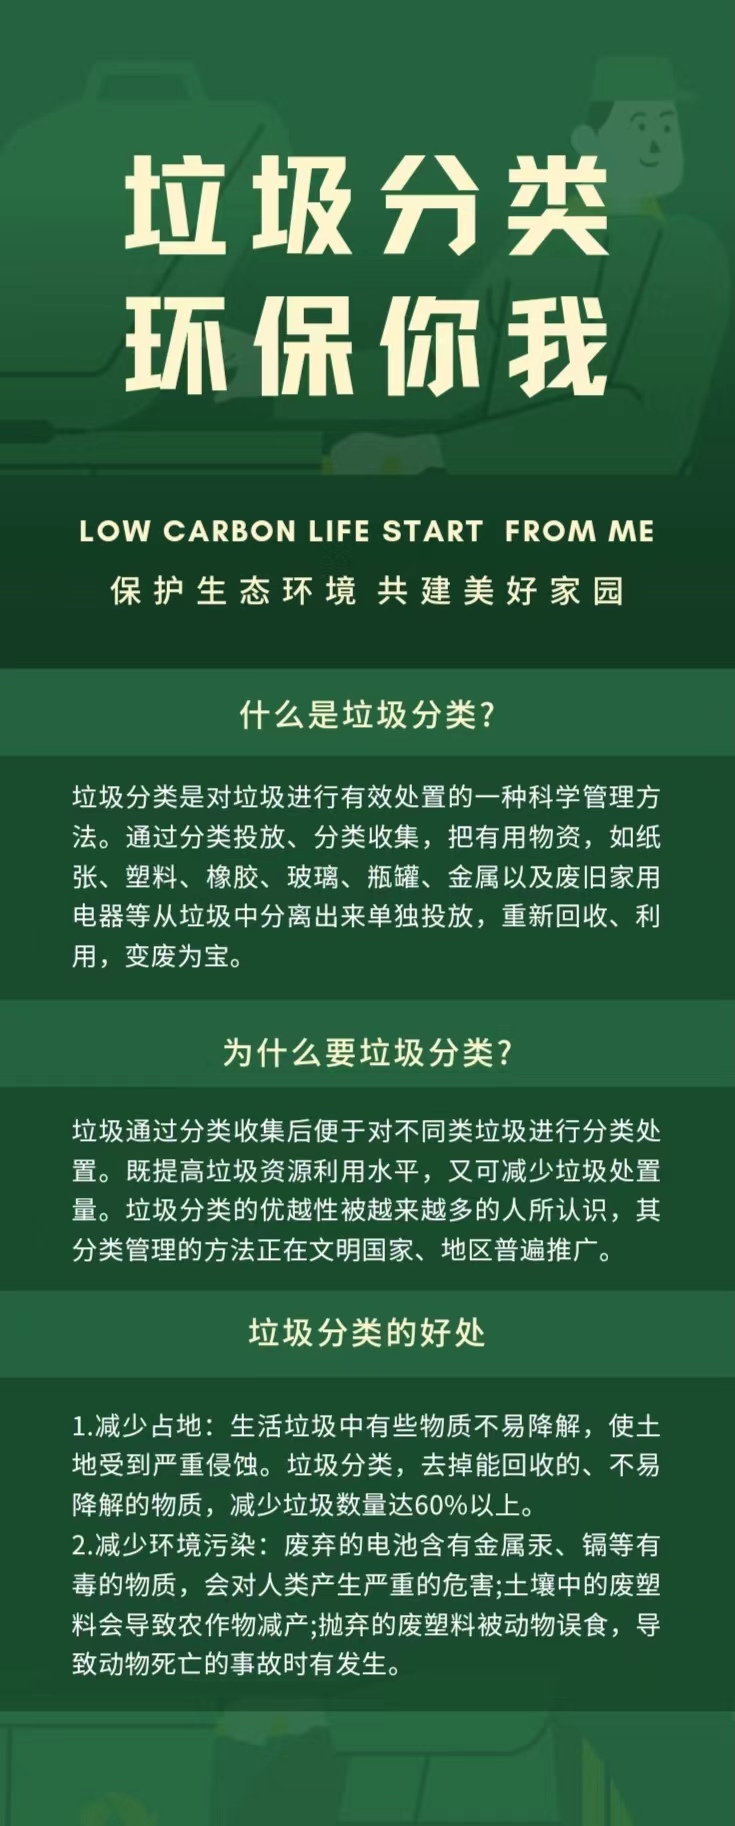 垃圾分类
环保你我
LOW CARBON LIFE START FROM ME
保护生态环境 共建美好家园
什么是垃圾分类?
垃圾分类是对垃圾进行有效处置的一种科学管理方
法。通过分类投放、分类收集，把有用物资，如纸
张、塑料、橡胶、玻璃、瓶罐、金属以及废旧家用
电器等从垃圾中分离出来单独投放，重新回收、利
用，变废为宝。
为什么要垃圾分类?
垃圾通过分类收集后便于对不同类垃圾进行分类处
置。既提高垃圾资源利用水平，又可减少垃圾处置
量。垃圾分类的优越性被越来越多的人所认识，其
分类管理的方法正在文明国家、地区普遍推广。
垃圾分类的好处
1.减少占地：生活垃圾中有些物质不易降解，使土
地受到严重侵蚀。垃圾分类，去掉能回收的、不易
降解的物质，减少垃圾数量达60%以上。
2.减少环境污染：废弃的电池含有金属汞、镉等有
毒的物质，会对人类产生严重的危害;土壤中的废塑
料会导致农作物减产;抛弃的废塑料被动物误食，导
致动物死亡的事故时有发生。